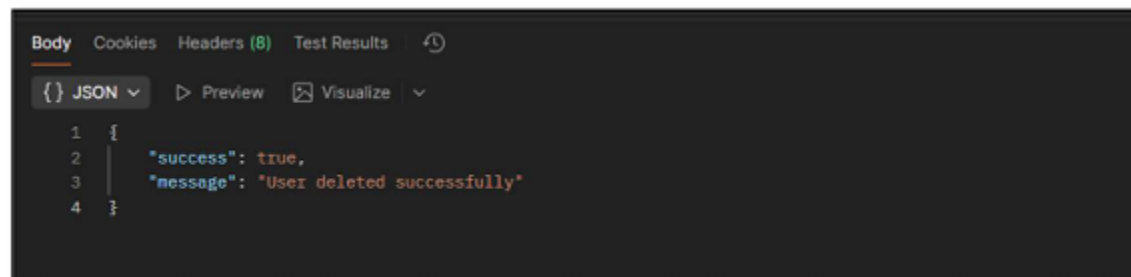 Body Cookies Headers (8) Test Results
{} JSON Preview Visualize
1 {
2 "success": true,
3 "message": "User deleted successfully"
4 }